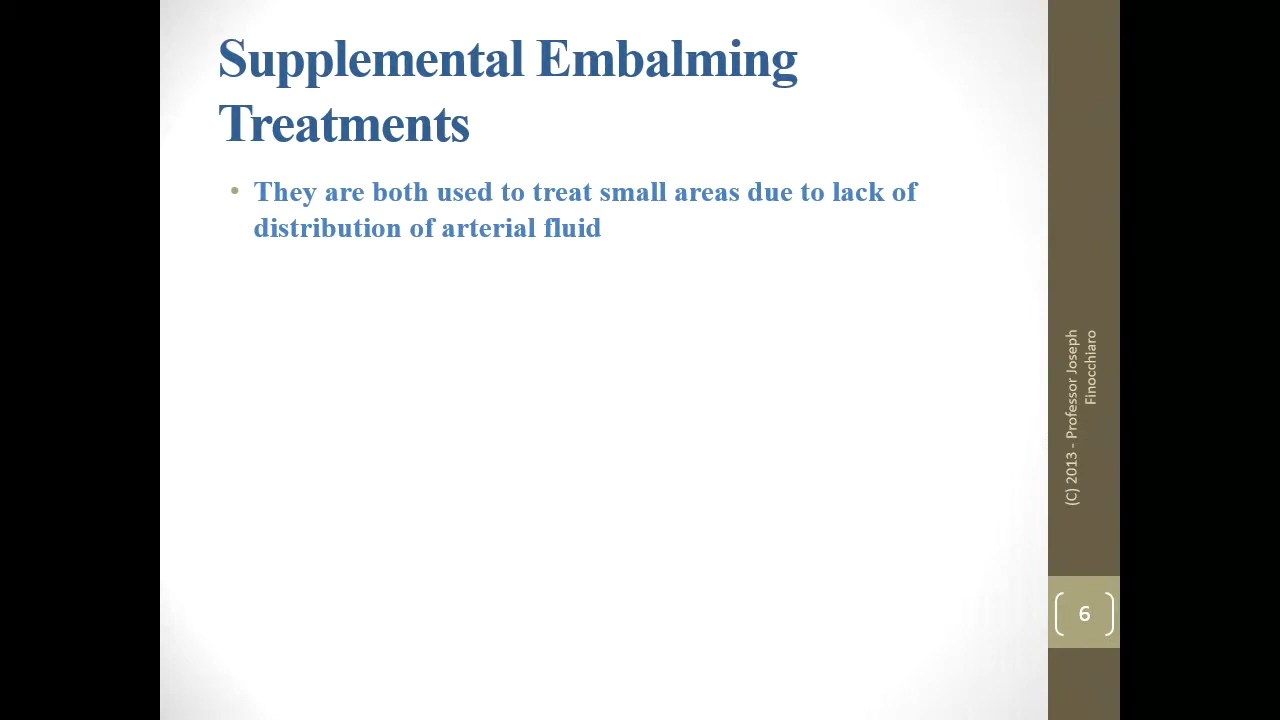 Supplemental Embalming
Treatments
• They are both used to treat small areas due to lack of
distribution of arterial fluid
(C) 2013 - Professor Joseph
Finocchiaro
6